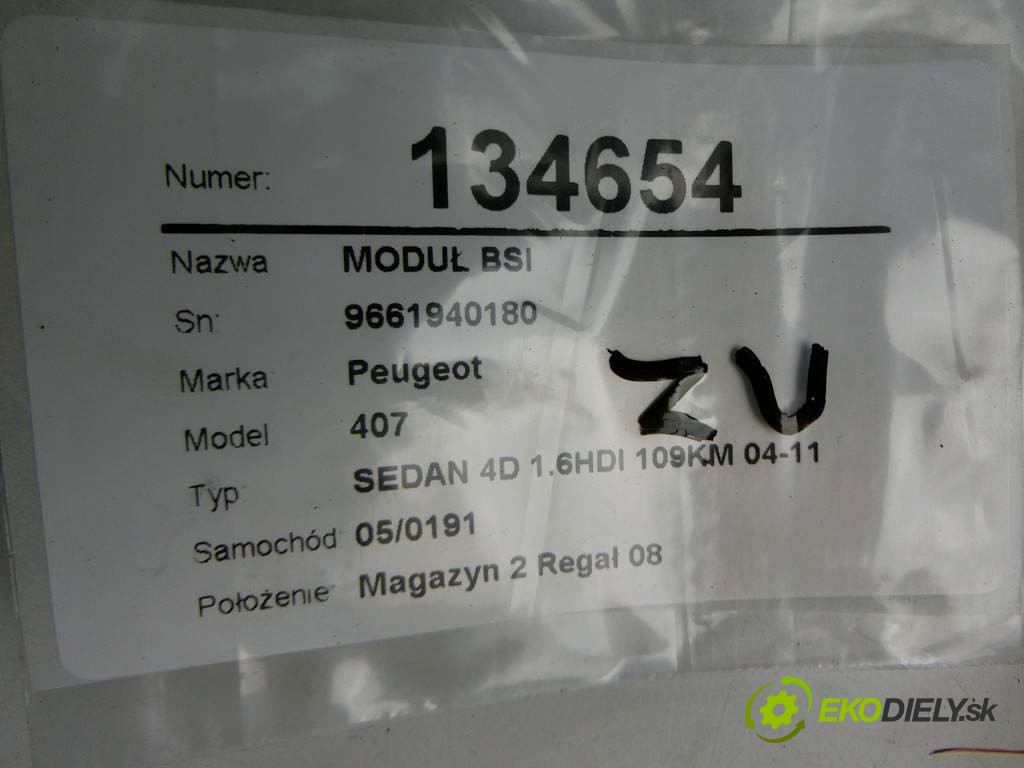 Numer: 134654
Nazwa MODUŁ BSI
Sn: 9661940180
Marka Peugeot
Model 407
Typ SEDAN 4D 1.6HDI 109KM 04-11
Samochód: 05/0191
Położenie: Magazyn 2 Regał 08
ZU
EKODIELY.sk